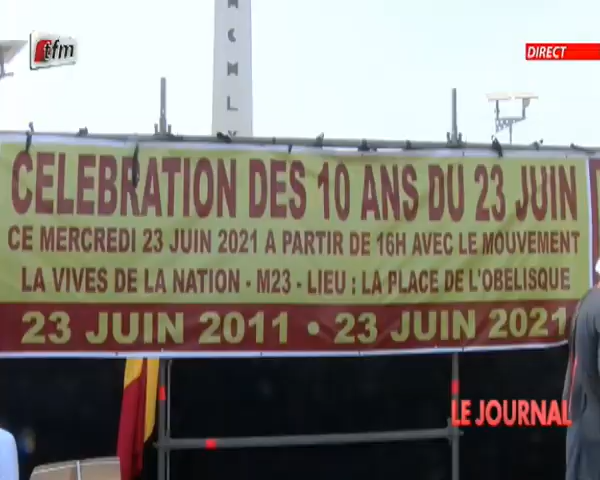 tfm
DIRECT
M
C
M
L
X
CELEBRATION DES 10 ANS DU 23 JUIN
CE MERCREDI 23 JUIN 2021 A PARTIR DE 16H AVEC LE MOUVEMENT
LA VIVES DE LA NATION - M23 - LIEU : LA PLACE DE L'OBELISQUE
23 JUIN 2011 • 23 JUIN 2021
LE JOURNAL